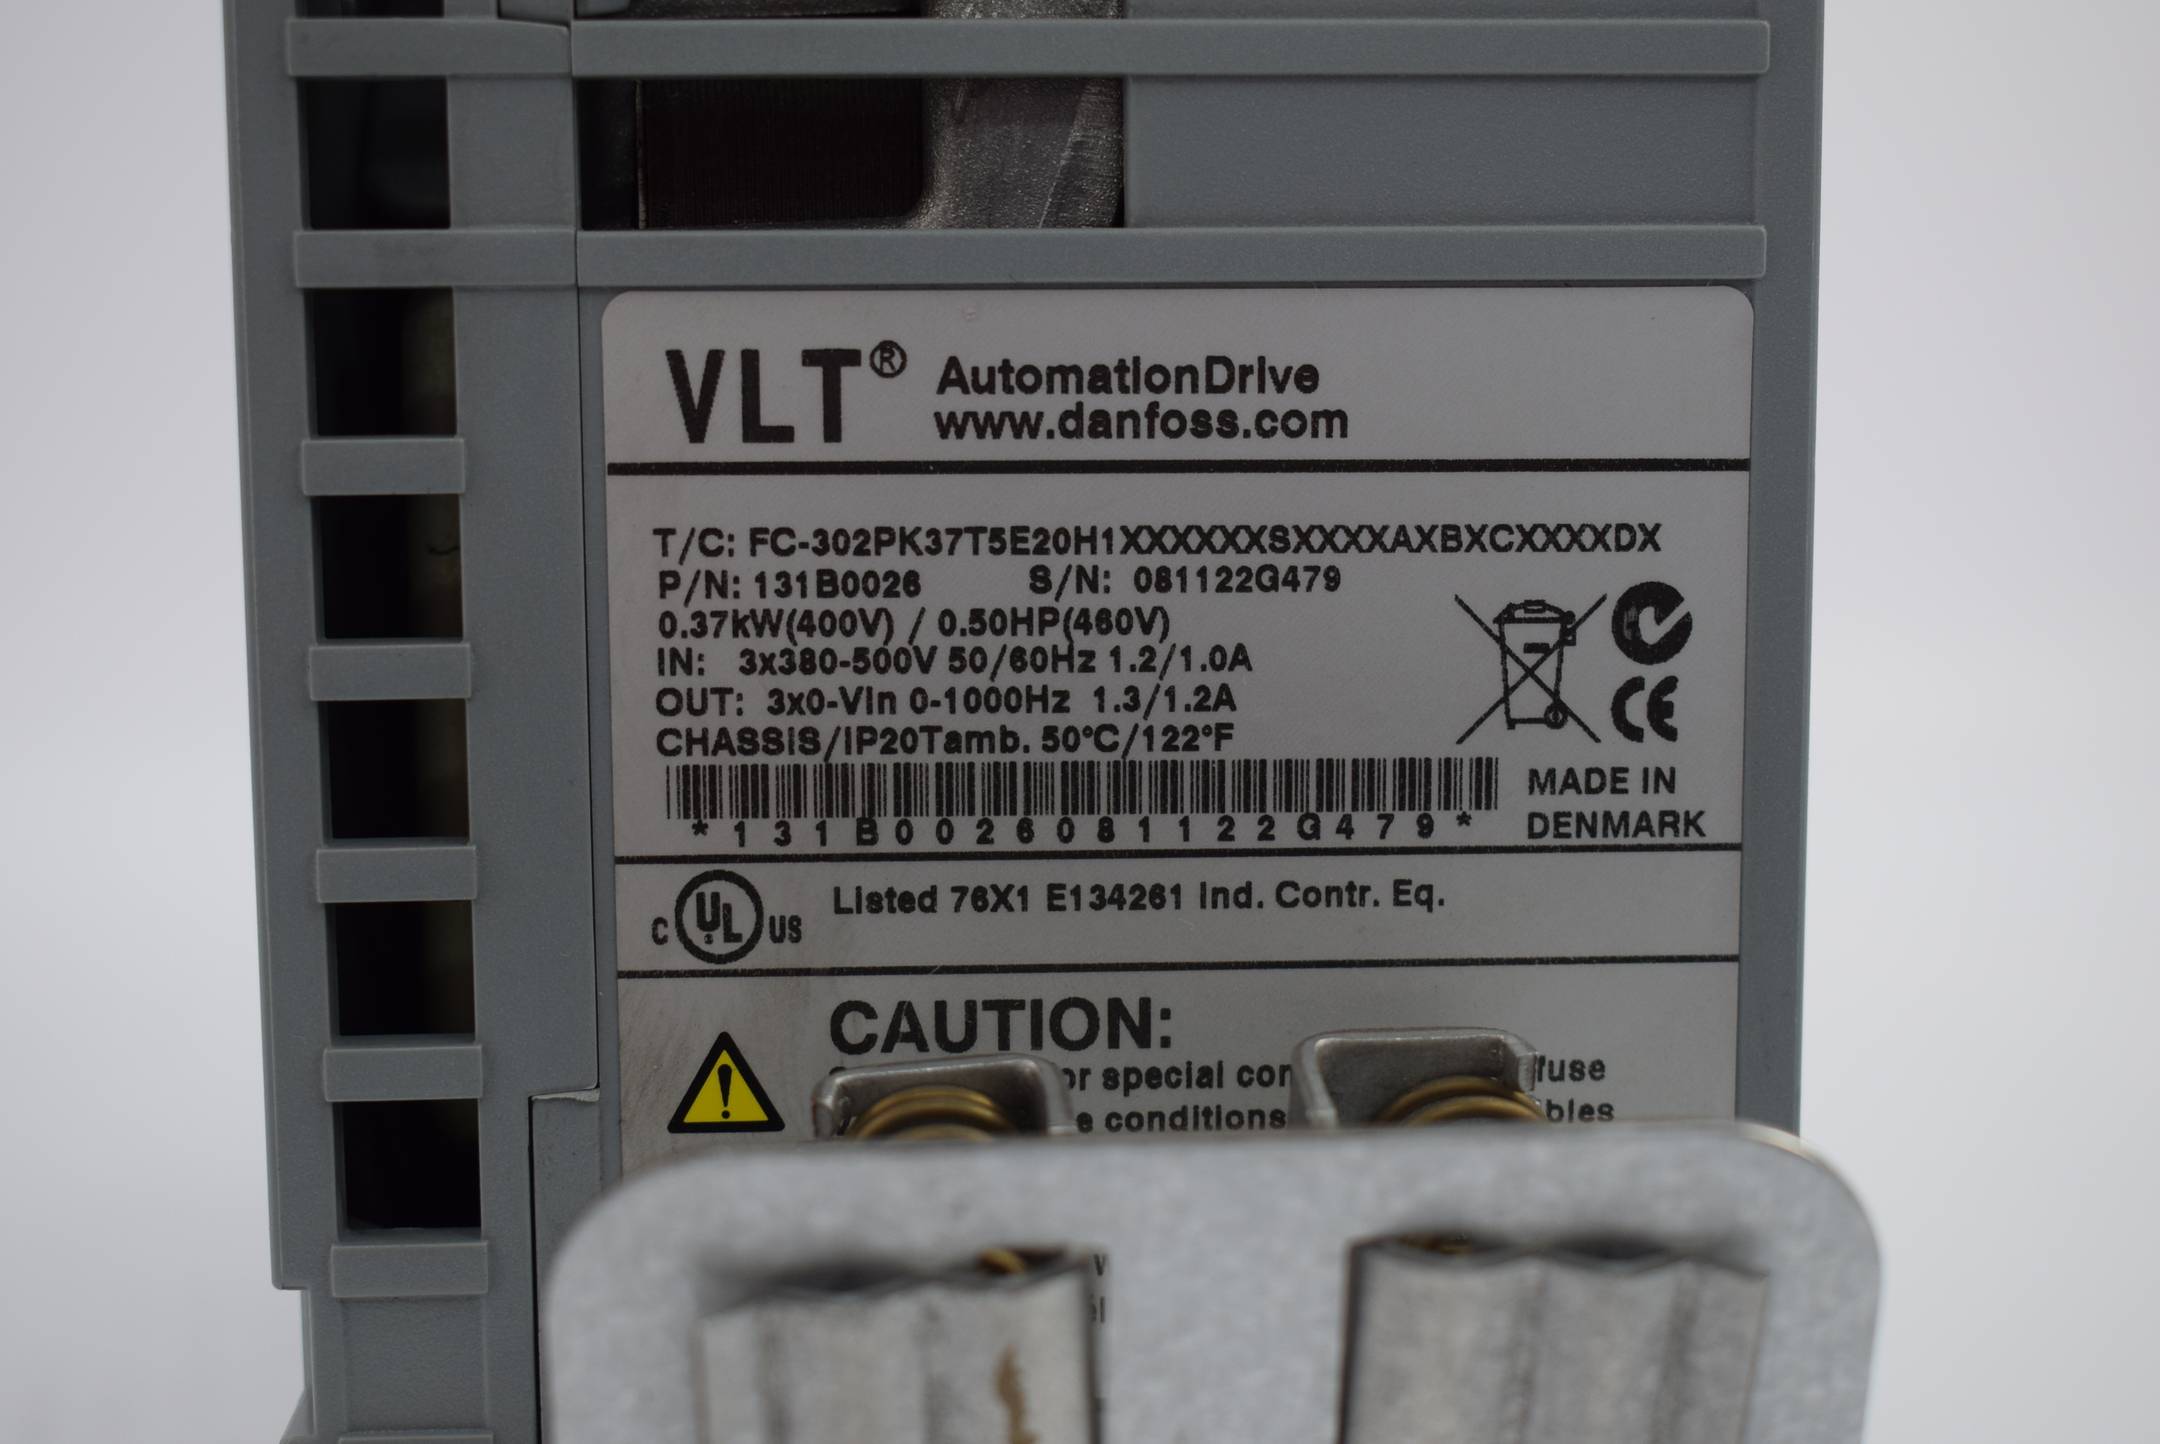 VLT® AutomationDrive
www.danfoss.com
T/C: FC-302PK37T5E20H1XXXXXXSXXXXAXBXCXXXXDX
P/N: 131B0026 S/N: 081122G479
0.37kW(400V) / 0.50HP(460V)
IN: 3x380-500V 50/60Hz 1.2/1.0A
OUT: 3x0-Vin 0-1000Hz 1.3/1.2A
CHASSIS/IP20Tamb. 50°C/122°F
*131B0026081122G479*
MADE IN
DENMARK
CE
c UL US Listed 76X1 E134261 Ind. Contr. Eq.
CAUTION:
or special con fuse
conditions bles